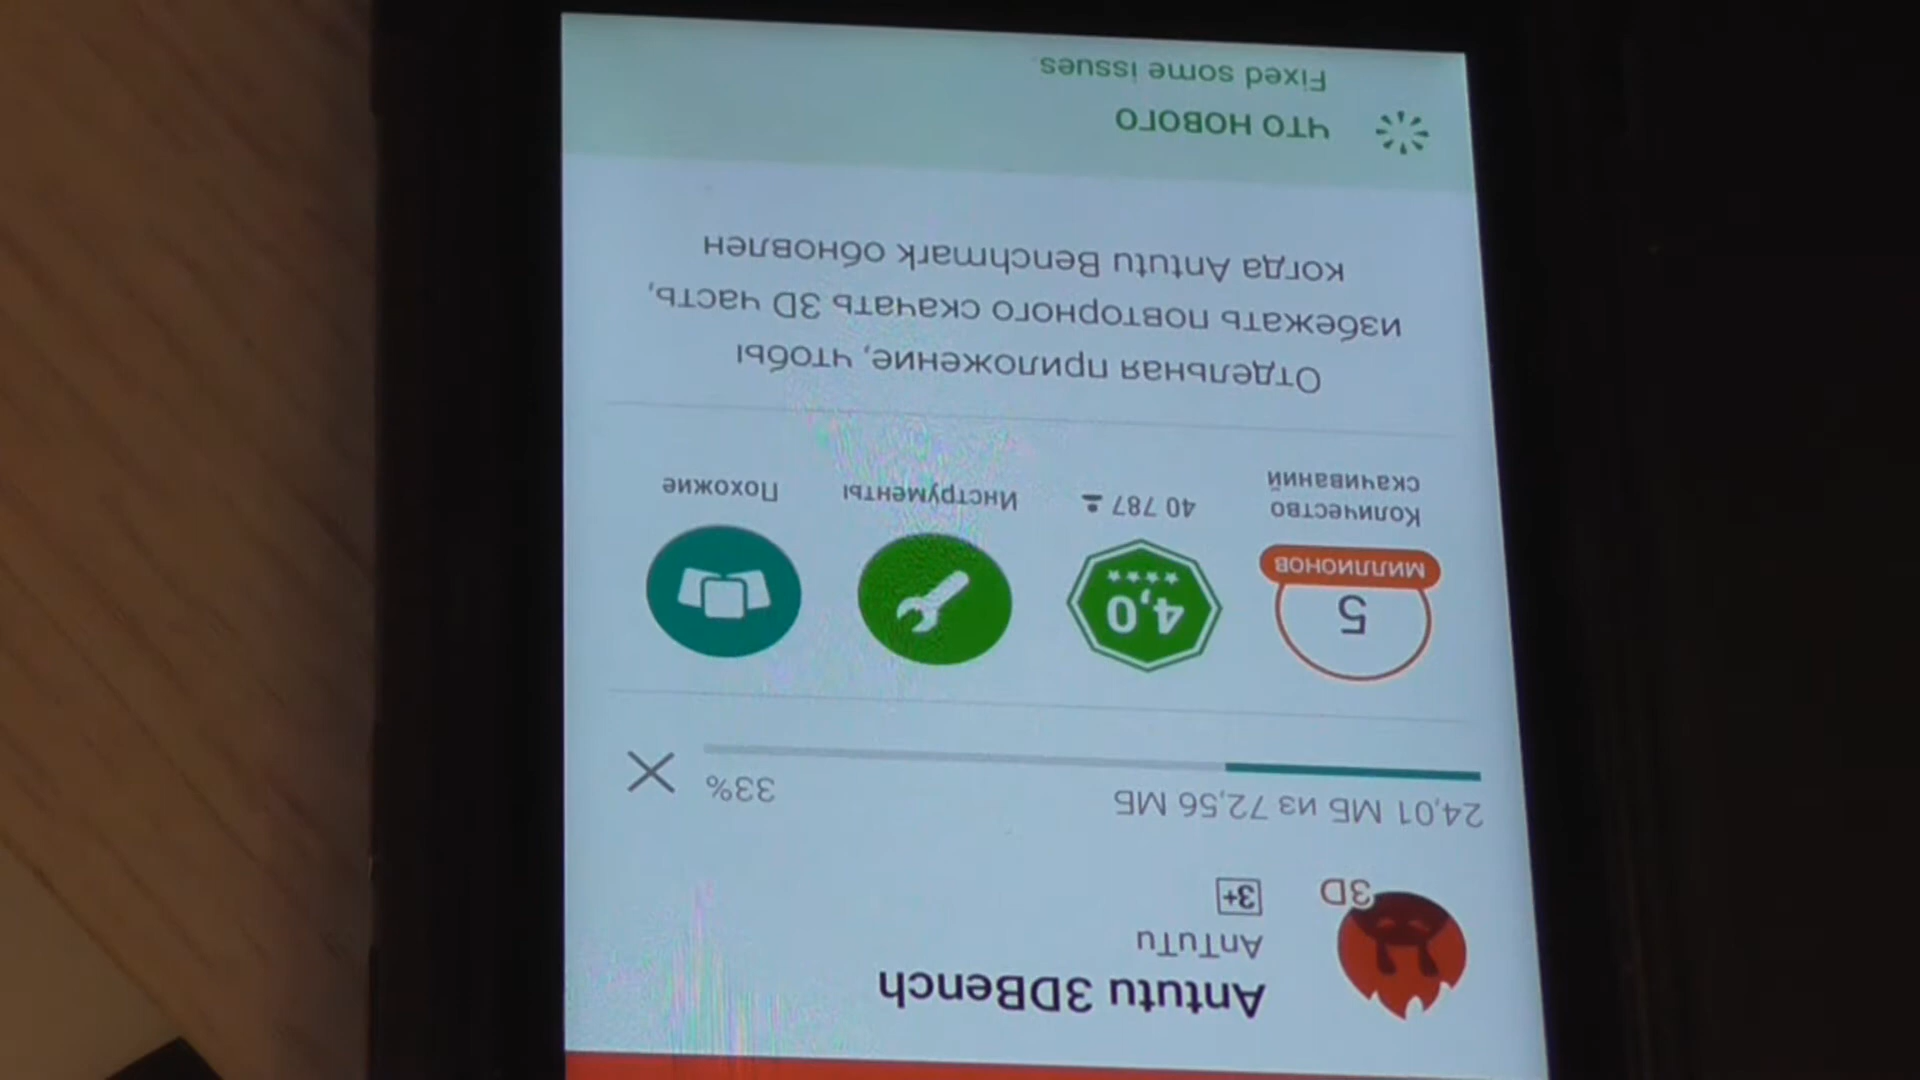 Antutu 3DBench
AnTuTu
3+
3D
24,01 МБ из 72,56 МБ
33%
5
МИЛЛИОНОВ
Количество
скачиваний
4,0
40 787
Инструменты
Похожие
Отдельная приложение, чтобы
избежать повторного скачать 3D часть,
когда Antutu Benchmark обновлен
ЧТО НОВОГО
Fixed some issues.